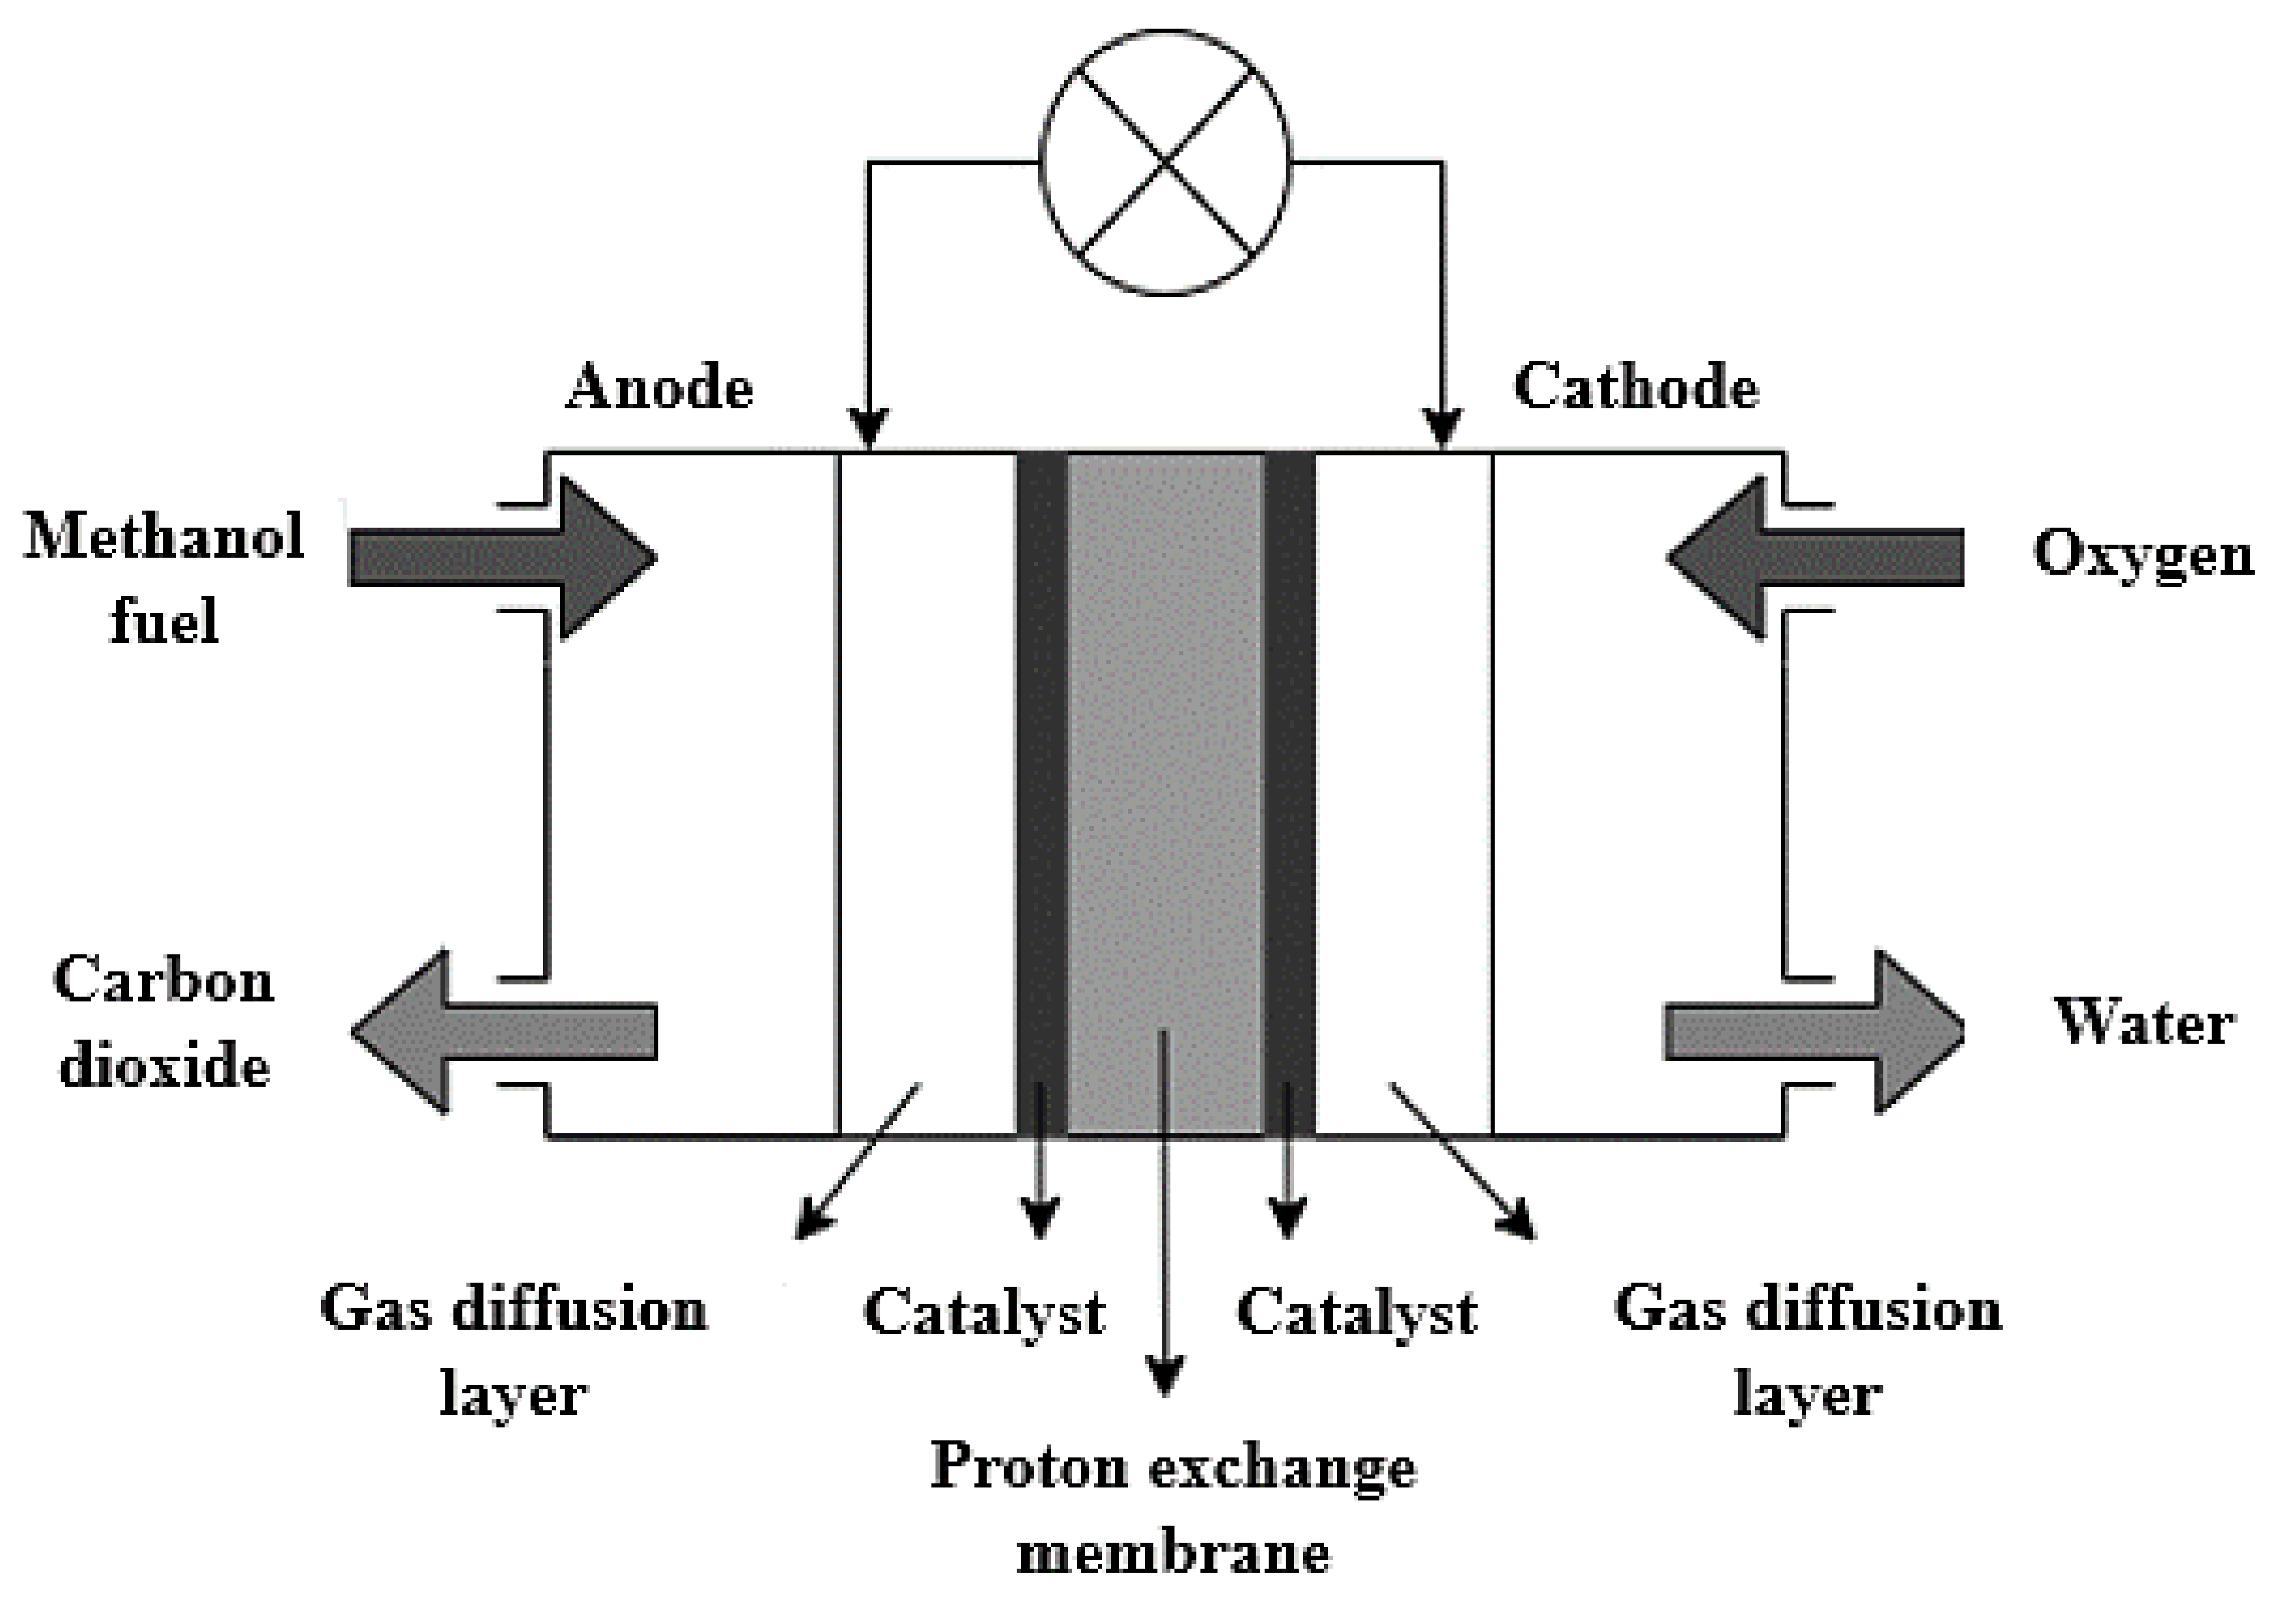 Anode
Cathode
Methanol
fuel
Oxygen
Carbon
dioxide
Water
Gas diffusion
layer
Catalyst
Catalyst
Gas diffusion
layer
Proton exchange
membrane